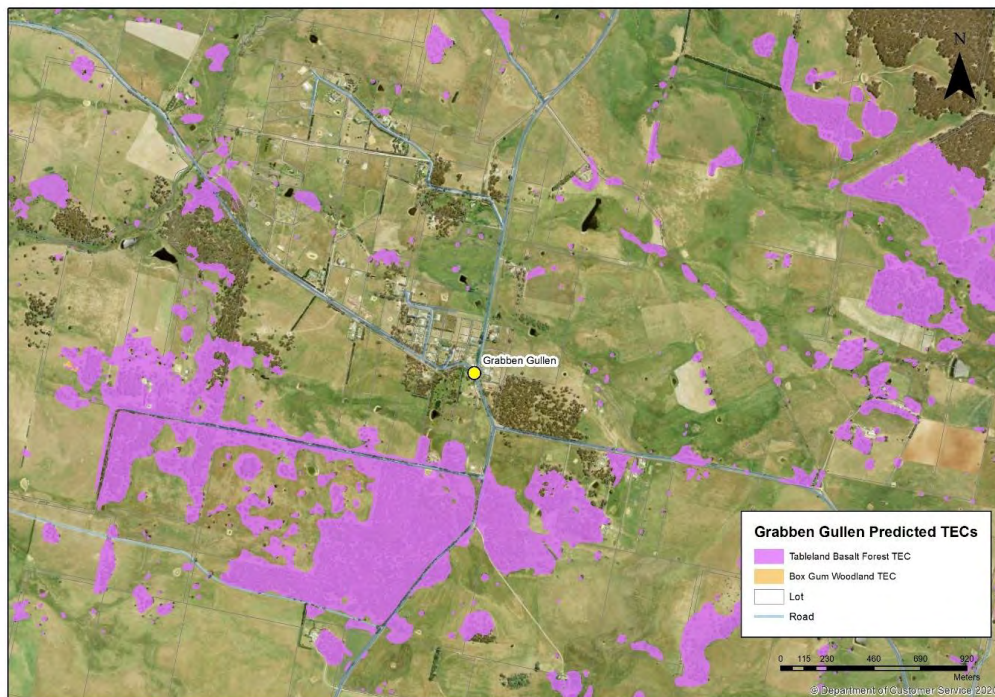 N
Grabben Gullen
Grabben Gullen Predicted TECs
Tableland Basalt Forest TEC
Box Gum Woodland TEC
Lot
Road
0 115 230 460 690 920
Meters
© Department of Customer Service 202